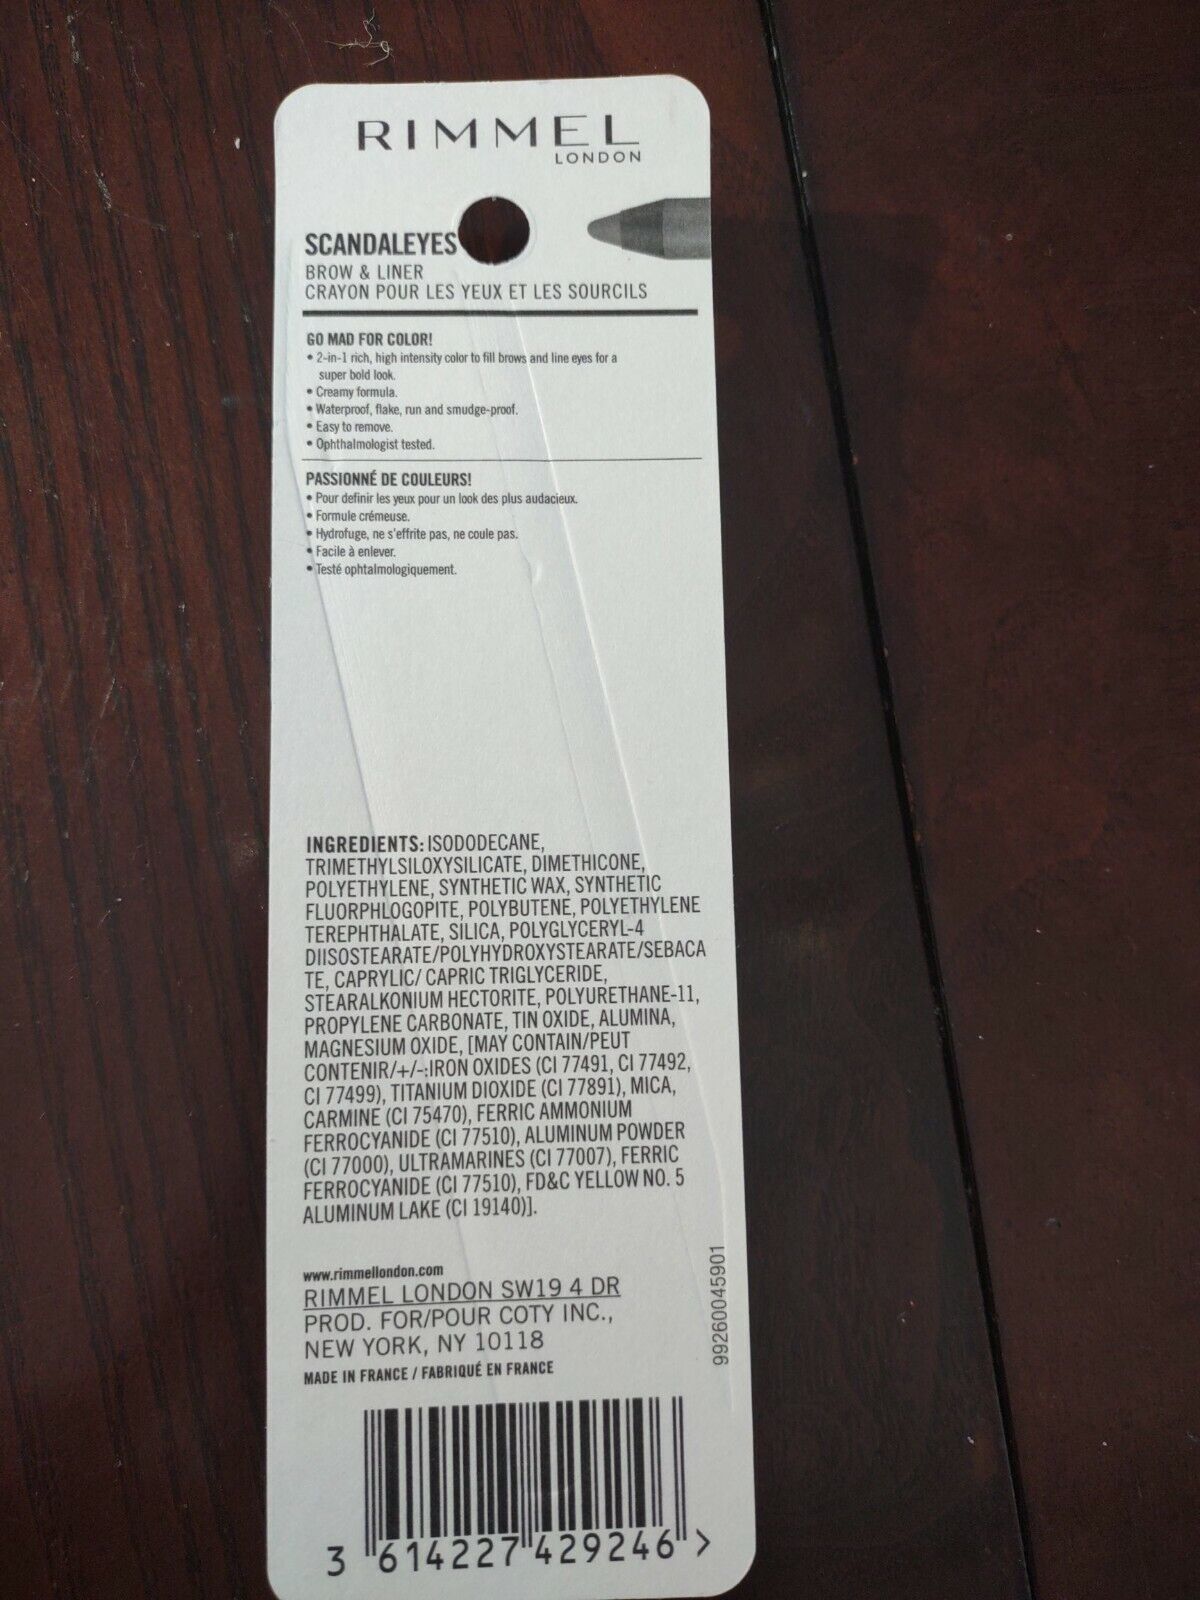 RIMMEL
LONDON
SCANDALEYES
BROW & LINER
CRAYON POUR LES YEUX ET LES SOURCILS
GO MAD FOR COLOR!
• 2-in-1 rich, high intensity color to fill brows and line eyes for a
super bold look.
• Creamy formula.
• Waterproof, flake, run and smudge-proof.
• Easy to remove.
• Ophthalmologist tested.
PASSIONNÉ DE COULEURS!
• Pour definir les yeux pour un look des plus audacieux.
• Formule crémeuse.
• Hydrofuge, ne s'effrite pas, ne coule pas.
• Facile à enlever.
• Testé ophtalmologiquement.
INGREDIENTS: ISODODECANE,
TRIMETHYLSILOXYSILICATE, DIMETHICONE,
POLYETHYLENE, SYNTHETIC WAX, SYNTHETIC
FLUORPHLOGOPITE, POLYBUTENE, POLYETHYLENE
TEREPHTHALATE, SILICA, POLYGLYCERYL-4
DIISOSTEARATE/POLYHYDROXYSTEARATE/SEBACA
TE, CAPRYLIC/ CAPRIC TRIGLYCERIDE,
STEARALKONIUM HECTORITE, POLYURETHANE-11,
PROPYLENE CARBONATE, TIN OXIDE, ALUMINA,
MAGNESIUM OXIDE, [MAY CONTAIN/PEUT
CONTENIR/+/-:IRON OXIDES (CI 77491, CI 77492,
CI 77499), TITANIUM DIOXIDE (CI 77891), MICA,
CARMINE (CI 75470), FERRIC AMMONIUM
FERROCYANIDE (CI 77510), ALUMINUM POWDER
(CI 77000), ULTRAMARINES (CI 77007), FERRIC
FERROCYANIDE (CI 77510), FD&C YELLOW NO. 5
ALUMINUM LAKE (CI 19140)].
www.rimmellondon.com
RIMMEL LONDON SW19 4 DR
PROD. FOR/POUR COTY INC.,
NEW YORK, NY 10118
MADE IN FRANCE / FABRIQUÉ EN FRANCE
99260045901
3 614227 429246 >